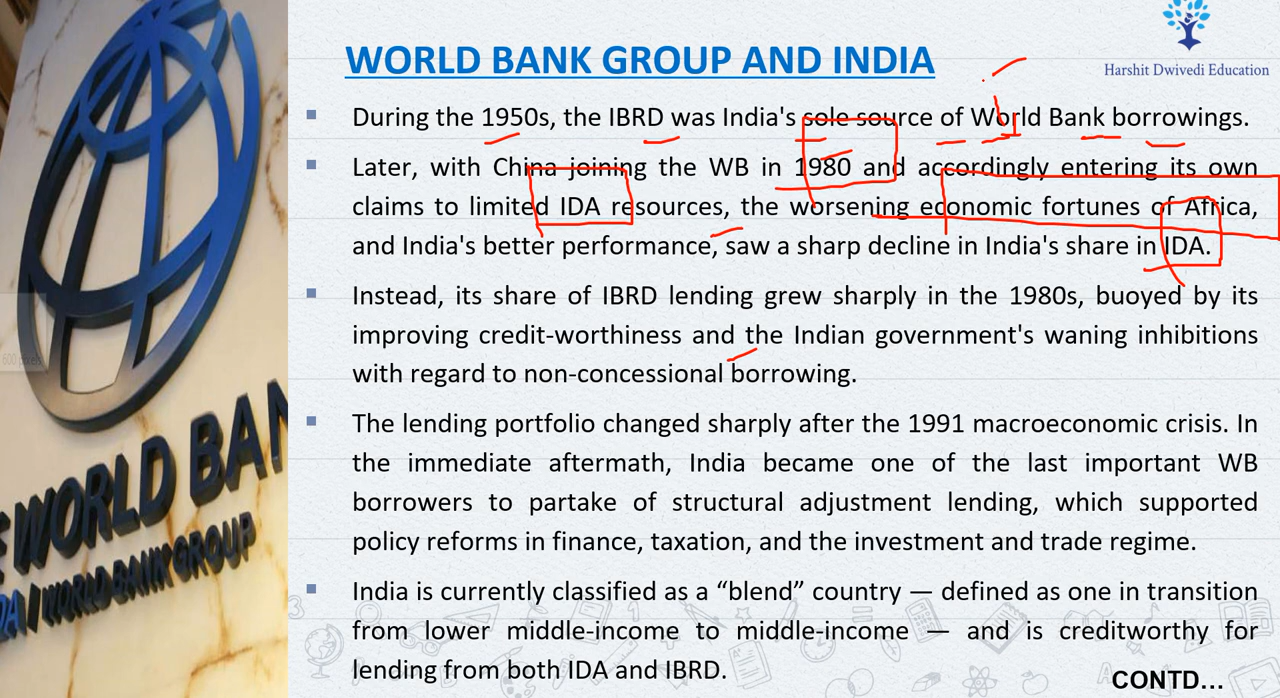 WORLD BANK GROUP AND INDIA
Harshit Dwivedi Education
▪ During the 1950s, the IBRD was India's sole source of World Bank borrowings.
▪ Later, with China joining the WB in 1980 and accordingly entering its own
claims to limited IDA resources, the worsening economic fortunes of Africa,
and India's better performance, saw a sharp decline in India's share in IDA.
▪ Instead, its share of IBRD lending grew sharply in the 1980s, buoyed by its
improving credit-worthiness and the Indian government's waning inhibitions
with regard to non-concessional borrowing.
▪ The lending portfolio changed sharply after the 1991 macroeconomic crisis. In
the immediate aftermath, India became one of the last important WB
borrowers to partake of structural adjustment lending, which supported
policy reforms in finance, taxation, and the investment and trade regime.
▪ India is currently classified as a “blend” country — defined as one in transition
from lower middle-income to middle-income — and is creditworthy for
lending from both IDA and IBRD.
CONTD...
600 pixels
WORLD BAN
DA | WORLD BANK GROUP